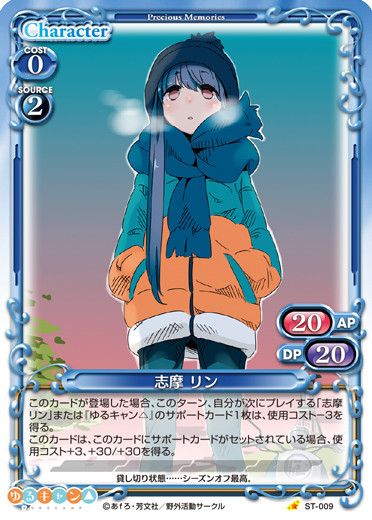 Precious Memories
Character
COST
0
SOURCE
2
20 AP
DP 20
志摩 リン
このカードが登場した場合、このターン、自分が次にプレイする「志摩
リン」または「ゆるキャン△」のサポートカード1枚は、使用コスト−3を
得る。
このカードは、このカードにサポートカードがセットされている場合、使
用コスト+3、+30/+30を得る。
貸し切り状態……シーズンオフ最高。
ゆるキャン△
©あfろ・芳文社/野外活動サークル
ST-009